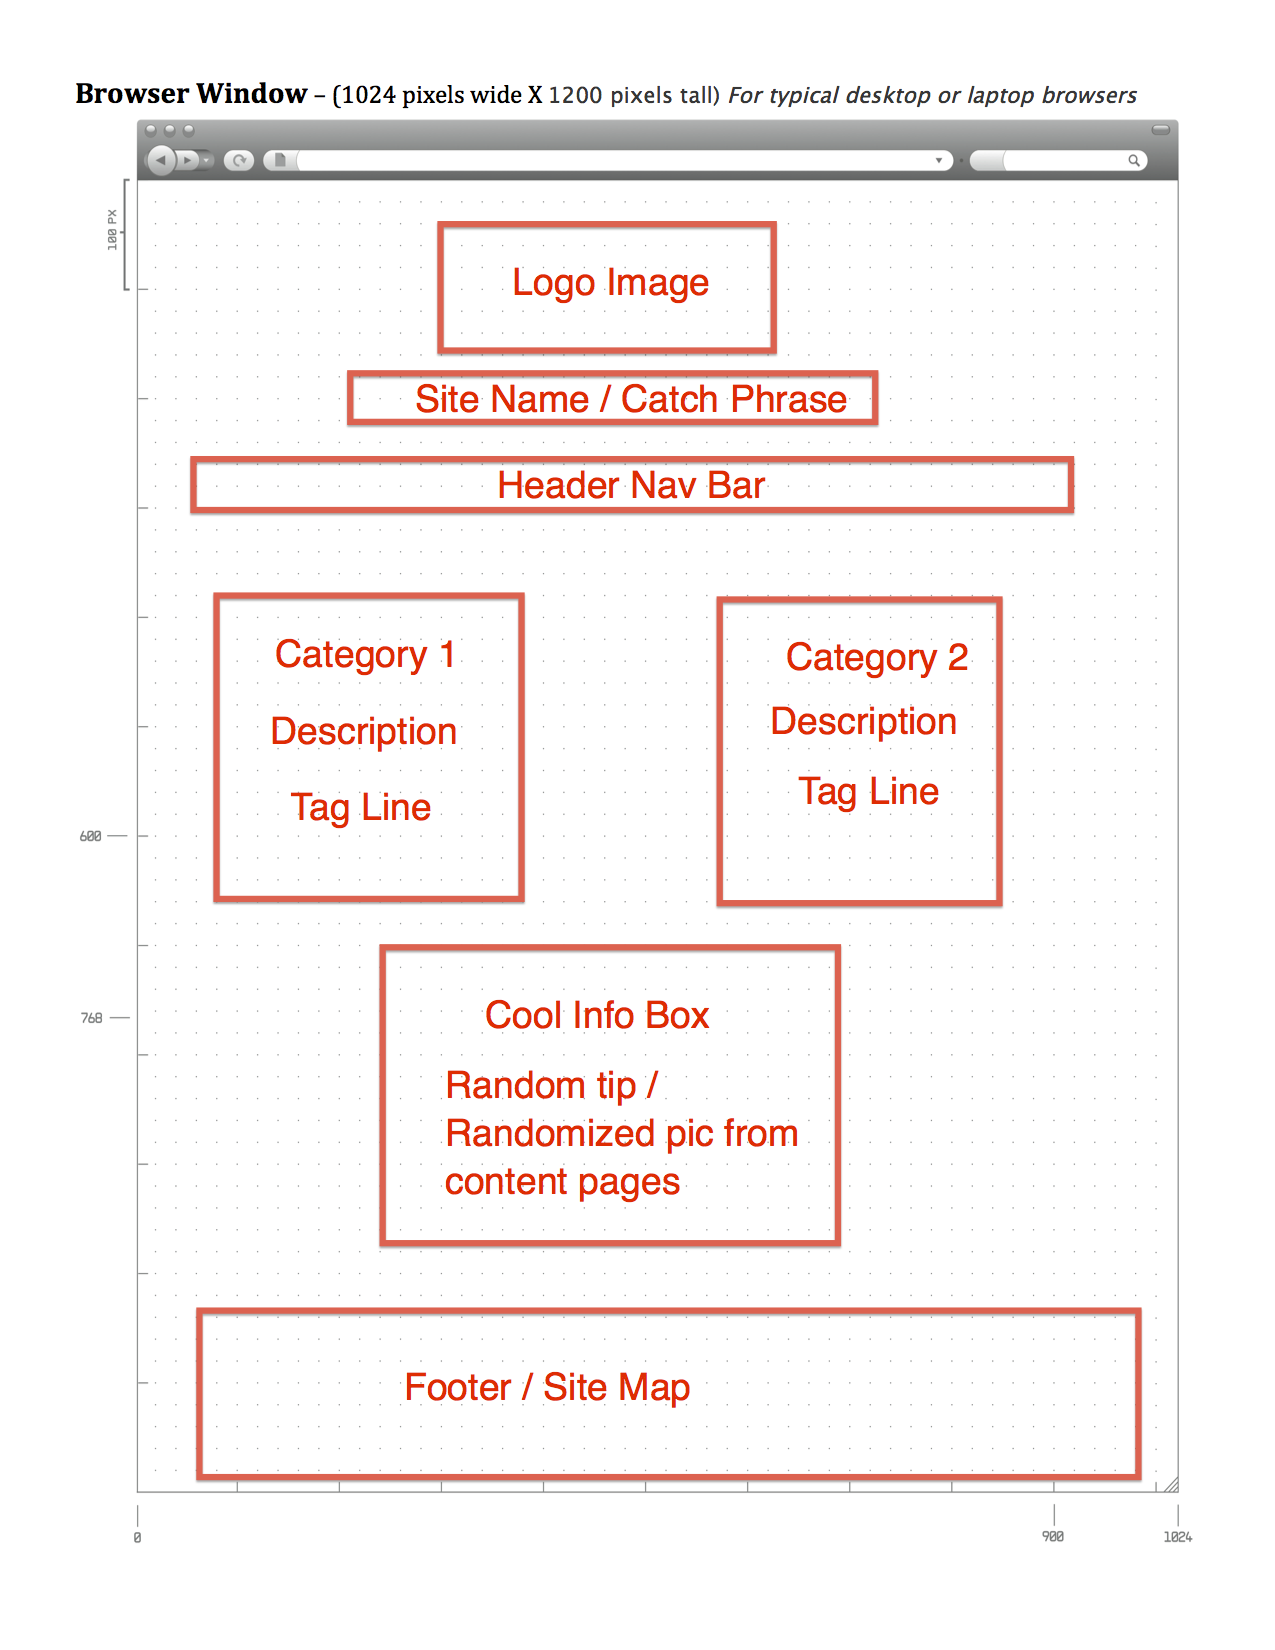 Browser Window – (1024 pixels wide X 1200 pixels tall) For typical desktop or laptop browsers
100 PX
Logo Image
Site Name / Catch Phrase
Header Nav Bar
Category 1
Description
Tag Line
Category 2
Description
Tag Line
600
Cool Info Box
768
Random tip /
Randomized pic from
content pages
Footer / Site Map
0
900
1024